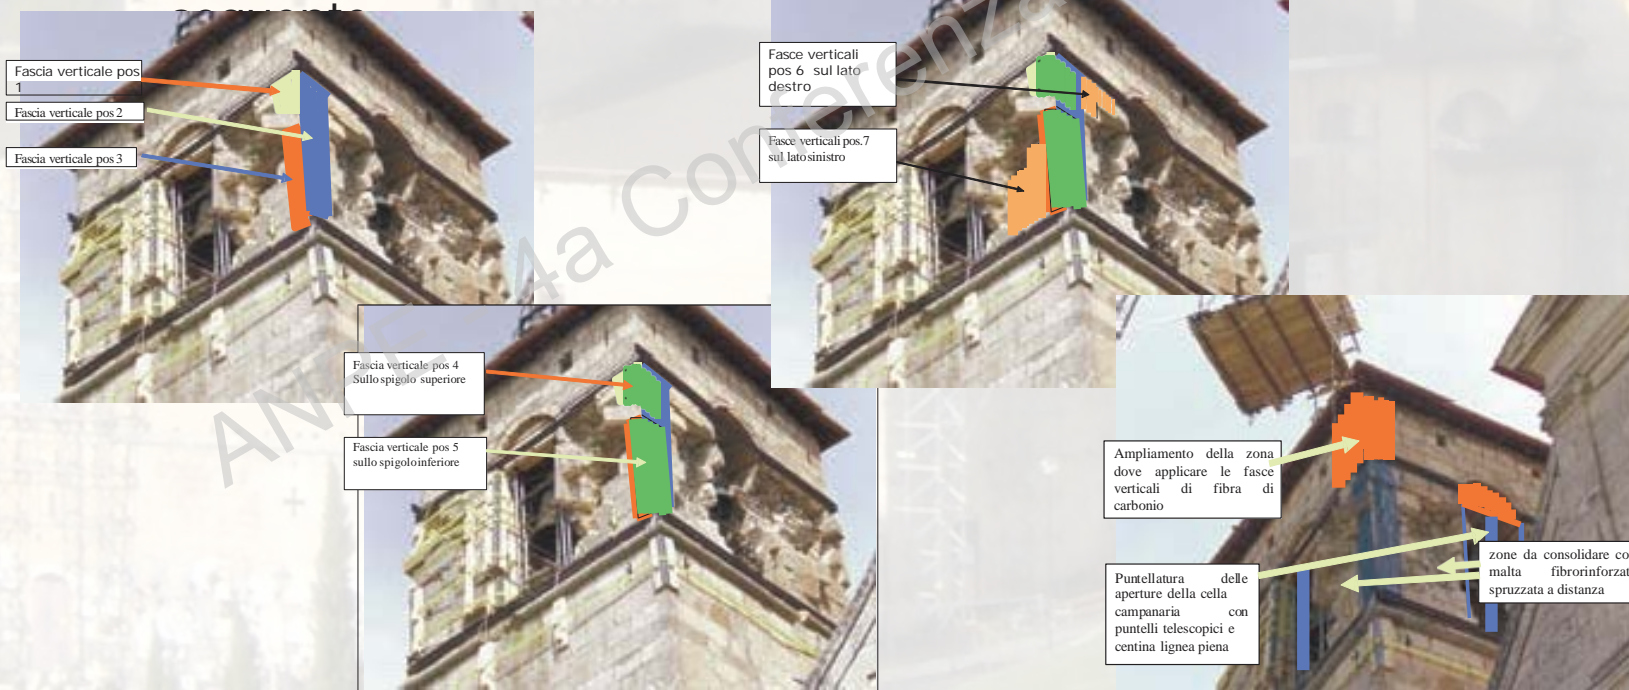 Fascia verticale pos
1
Fascia verticale pos 2
Fascia verticale pos 3
Fasce verticali
pos 6 sul lato
destro
Fasce verticali pos.7
sul lato sinistro
Fascia verticale pos 4
Sullo spigolo superiore
Fascia verticale pos 5
sullo spigolo inferiore
Ampliamento della zona
dove applicare le fasce
verticali di fibra di
carbonio
Puntellatura delle
aperture della cella
campanaria con
puntelli telescopici e
centina lignea piena
zone da consolidare co
malta fibrorinforzat
spruzzata a distanza
4a Conferenza